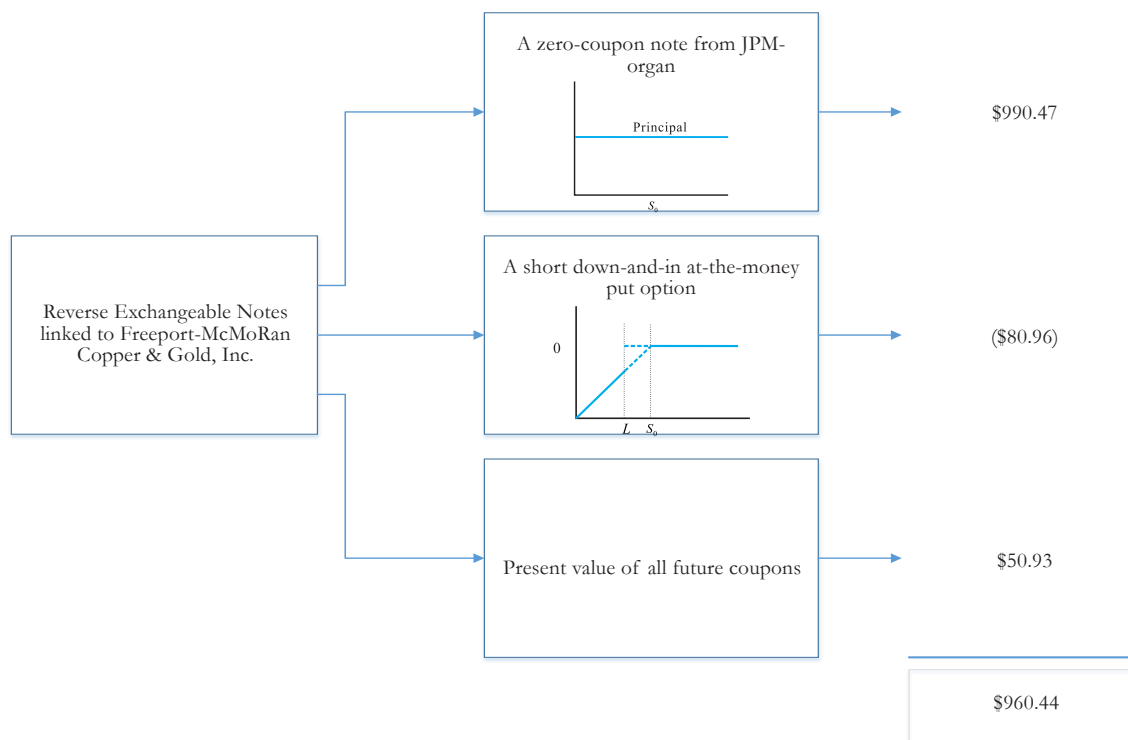 A zero-coupon note from JPM-
organ
Principal
S₀
$990.47
Reverse Exchangeable Notes
linked to Freeport-McMoRan
Copper & Gold, Inc.
A short down-and-in at-the-money
put option
0
L S₀
($80.96)
Present value of all future coupons
$50.93
$960.44